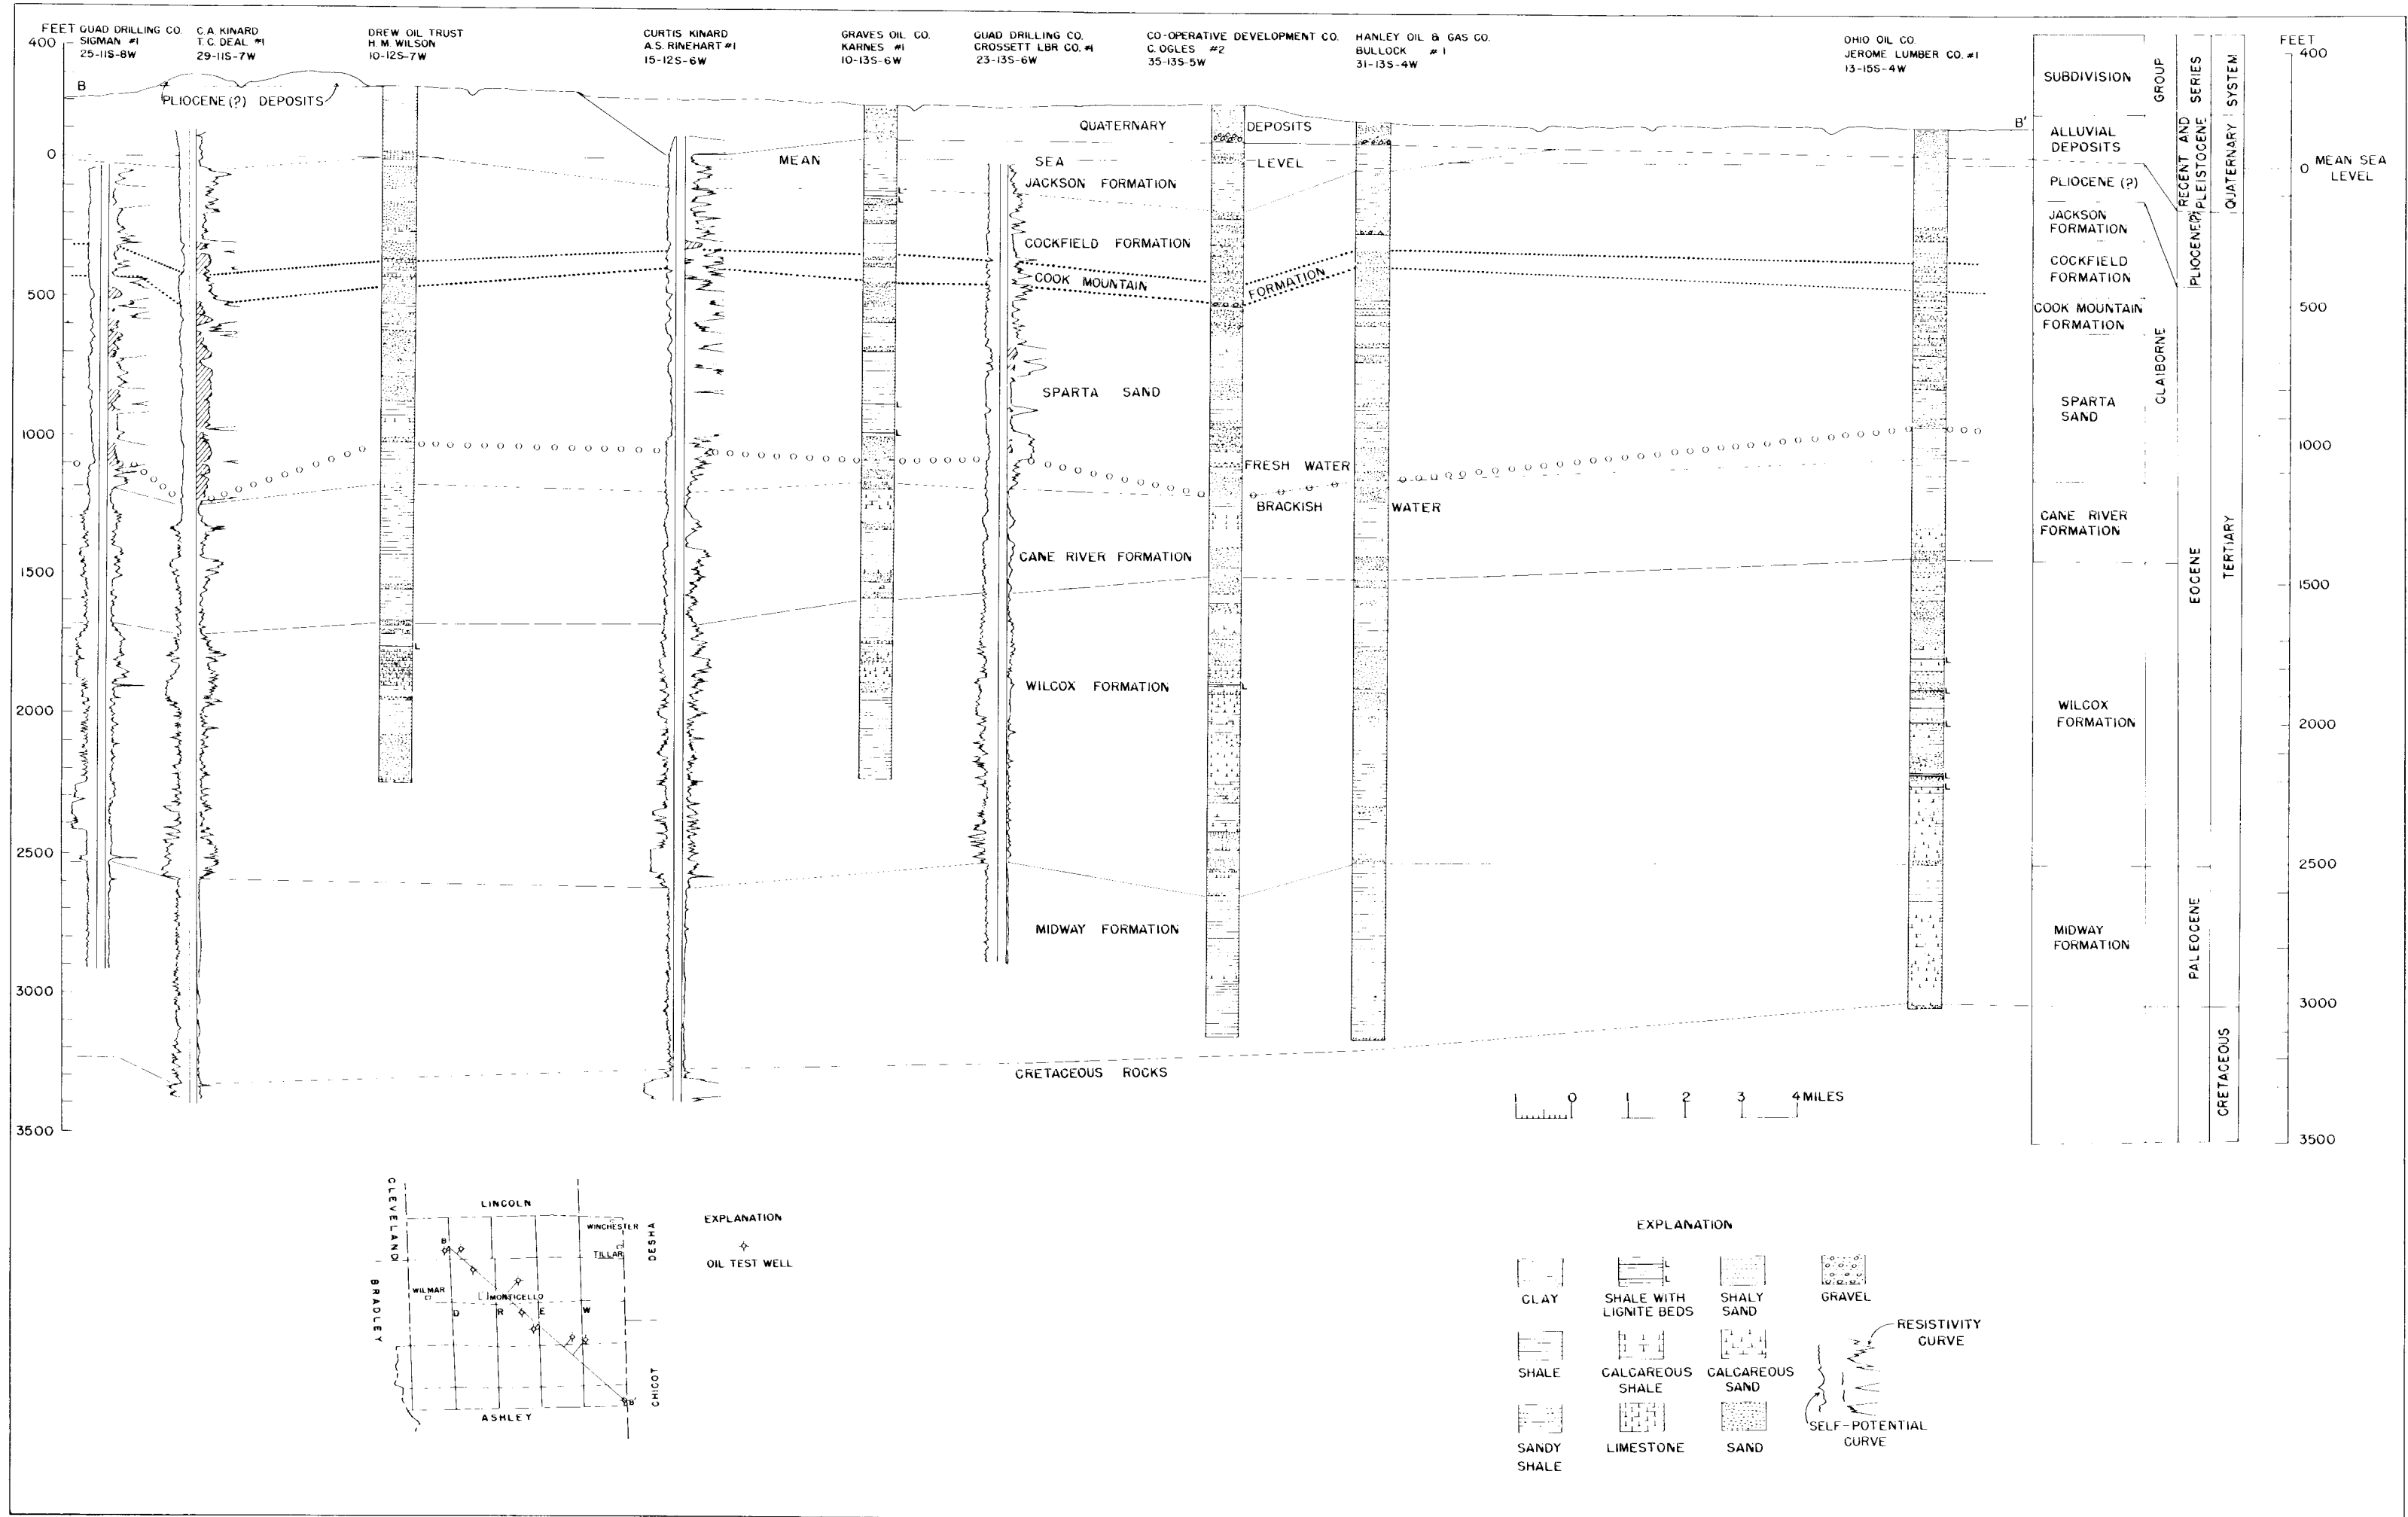 FEET
400
QUAD DRILLING CO.
SIGMAN #1
25-11S-8W
C.A. KINARD
T.C. DEAL #1
29-11S-7W
DREW OIL TRUST
H.M. WILSON
10-12S-7W
CURTIS KINARD
A.S. RINEHART #1
15-12S-6W
GRAVES OIL CO.
KARNES #1
10-13S-6W
QUAD DRILLING CO.
CROSSETT LBR CO. #1
23-13S-6W
CO-OPERATIVE DEVELOPMENT CO.
C. OGLES #2
35-13S-5W
HANLEY OIL & GAS CO.
BULLOCK #1
31-13S-4W
OHIO OIL CO.
JEROME LUMBER CO. #1
13-15S-4W
FEET
400
B
PLIOCENE (?) DEPOSITS
QUATERNARY DEPOSITS
B'
0
MEAN SEA LEVEL
0 MEAN SEA
LEVEL
JACKSON FORMATION
L
L
COCKFIELD FORMATION
COOK MOUNTAIN FORMATION
500
500
SPARTA SAND
L
L
1000
1000
FRESH WATER
BRACKISH WATER
CANE RIVER FORMATION
1500
1500
L
WILCOX FORMATION
L
L
L
L
L
L
2000
2000
2500
2500
MIDWAY FORMATION
3000
3000
CRETACEOUS ROCKS
3500
3500
SUBDIVISION
GROUP
SERIES
SYSTEM
ALLUVIAL
DEPOSITS
PLIOCENE (?)
JACKSON
FORMATION
COCKFIELD
FORMATION
COOK MOUNTAIN
FORMATION
SPARTA
SAND
CANE RIVER
FORMATION
WILCOX
FORMATION
MIDWAY
FORMATION
CLAIBORNE
RECENT AND
PLEISTOCENE
PLIOCENE(?)
EOCENE
PALEOCENE
QUATERNARY
TERTIARY
CRETACEOUS
1 0 1 2 3 4 MILES
CLEVELAND
LINCOLN
WINCHESTER
TILLAR
DESHA
B
BRADLEY
WILMAR
MONTICELLO
D R E W
CHICOT
B'
ASHLEY
EXPLANATION
OIL TEST WELL
EXPLANATION
CLAY
SHALE WITH
LIGNITE BEDS
L
L
SHALY
SAND
GRAVEL
SHALE
CALCAREOUS
SHALE
CALCAREOUS
SAND
RESISTIVITY
CURVE
SANDY
SHALE
LIMESTONE
SAND
SELF-POTENTIAL
CURVE